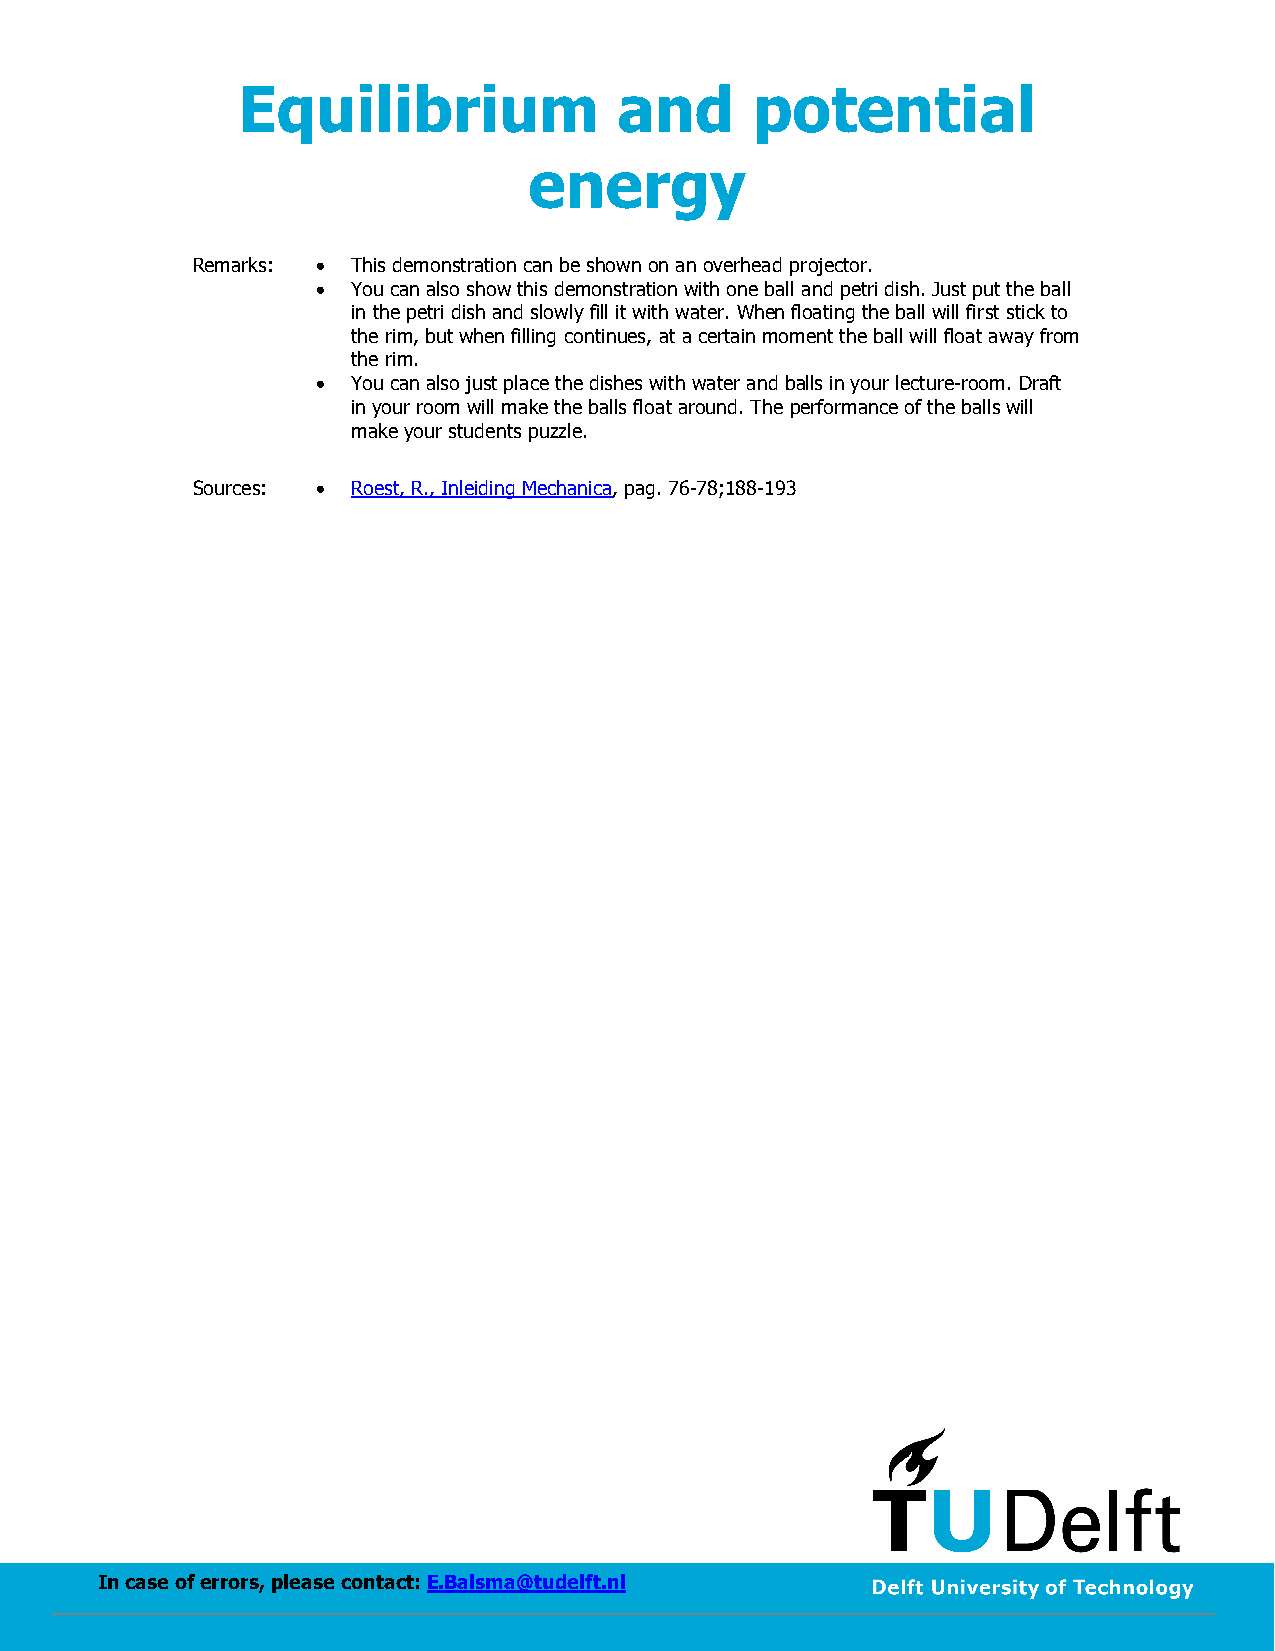 Equilibrium and potential
energy
Remarks: • This demonstration can be shown on an overhead projector.
• You can also show this demonstration with one ball and petri dish. Just put the ball
in the petri dish and slowly fill it with water. When floating the ball will first stick to
the rim, but when filling continues, at a certain moment the ball will float away from
the rim.
• You can also just place the dishes with water and balls in your lecture-room. Draft
in your room will make the balls float around. The performance of the balls will
make your students puzzle.
Sources: • Roest, R., Inleiding Mechanica, pag. 76-78;188-193
TUDelft
In case of errors, please contact: E.Balsma@tudelft.nl
Delft University of Technology